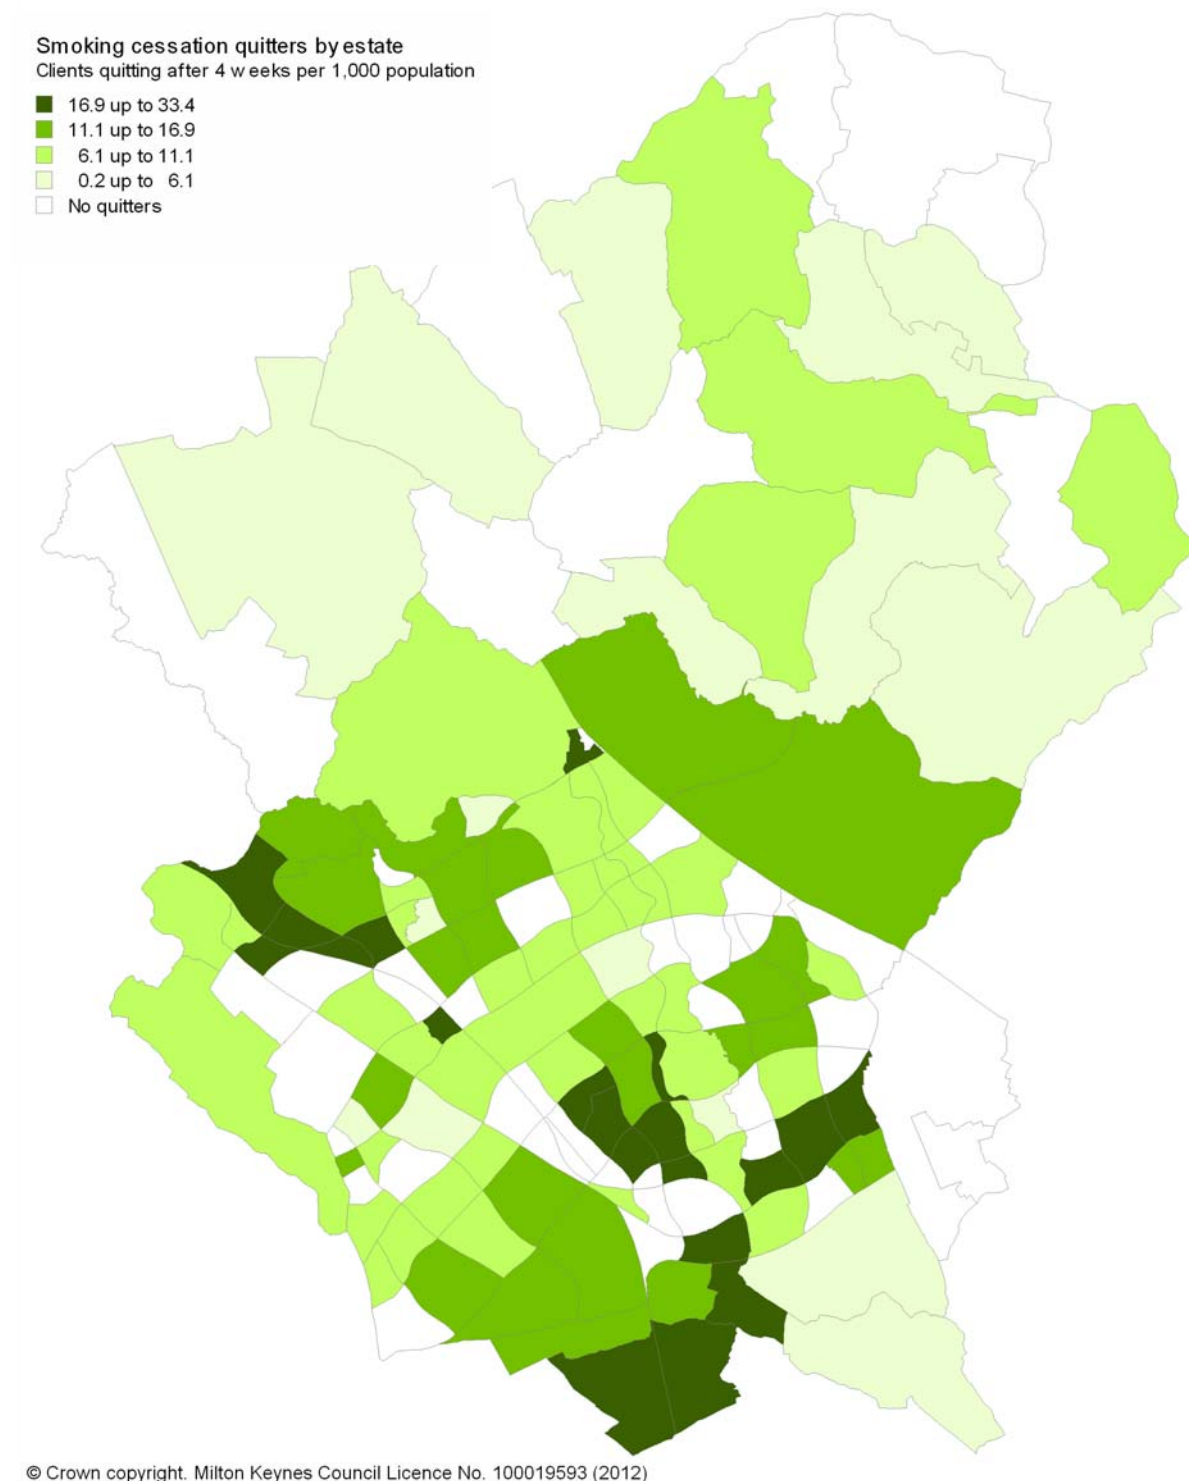 Smoking cessation quitters by estate
Clients quitting after 4 weeks per 1,000 population
16.9 up to 33.4
11.1 up to 16.9
6.1 up to 11.1
0.2 up to 6.1
No quitters
© Crown copyright. Milton Keynes Council Licence No. 100019593 (2012)